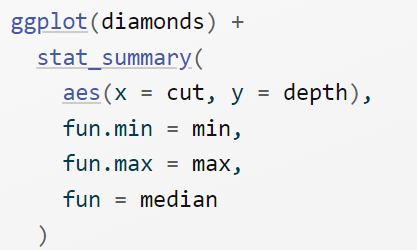 ggplot(diamonds) +
  stat_summary(
    aes(x = cut, y = depth),
    fun.min = min,
    fun.max = max,
    fun = median
  )